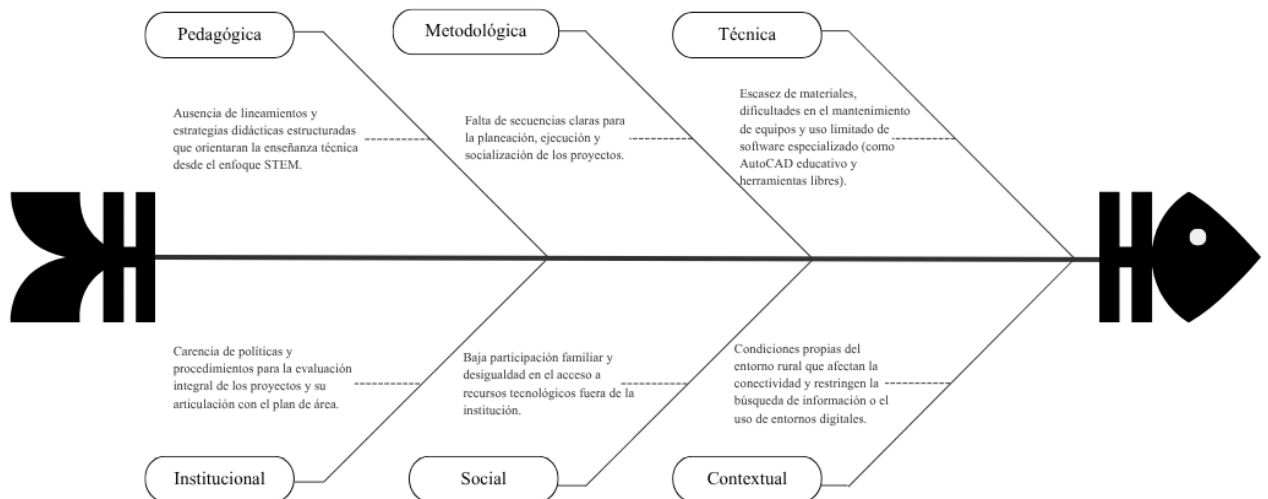 Pedagógica
Metodológica
Técnica
Ausencia de lineamientos y
estrategias didácticas estructuradas
que orientaran la enseñanza técnica
desde el enfoque STEM.
Falta de secuencias claras para
la planeación, ejecución y
socialización de los proyectos.
Escasez de materiales,
dificultades en el mantenimiento
de equipos y uso limitado de
software especializado (como
AutoCAD educativo y
herramientas libres).
Carencia de políticas y
procedimientos para la evaluación
integral de los proyectos y su
articulación con el plan de área.
Baja participación familiar y
desigualdad en el acceso a
recursos tecnológicos fuera de la
institución.
Condiciones propias del
entorno rural que afectan la
conectividad y restringen la
búsqueda de información o el
uso de entornos digitales.
Institucional
Social
Contextual